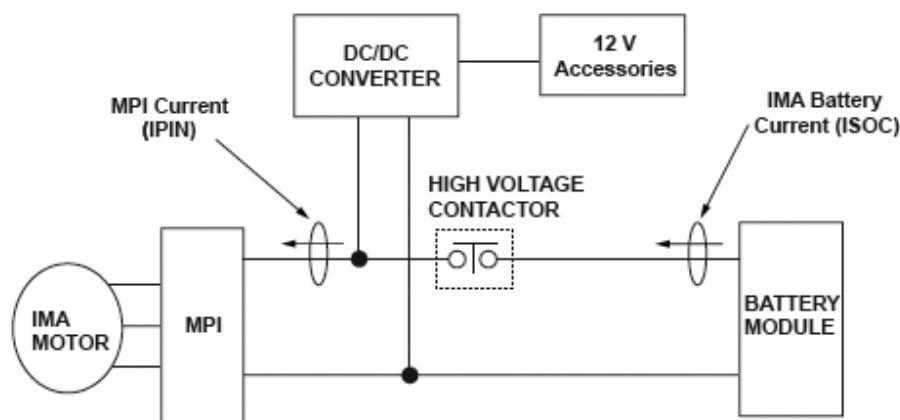 DC/DC
CONVERTER
12 V
Accessories
MPI Current
(IPIN)
IMA Battery
Current (ISOC)
HIGH VOLTAGE
CONTACTOR
IMA
MOTOR
MPI
BATTERY
MODULE